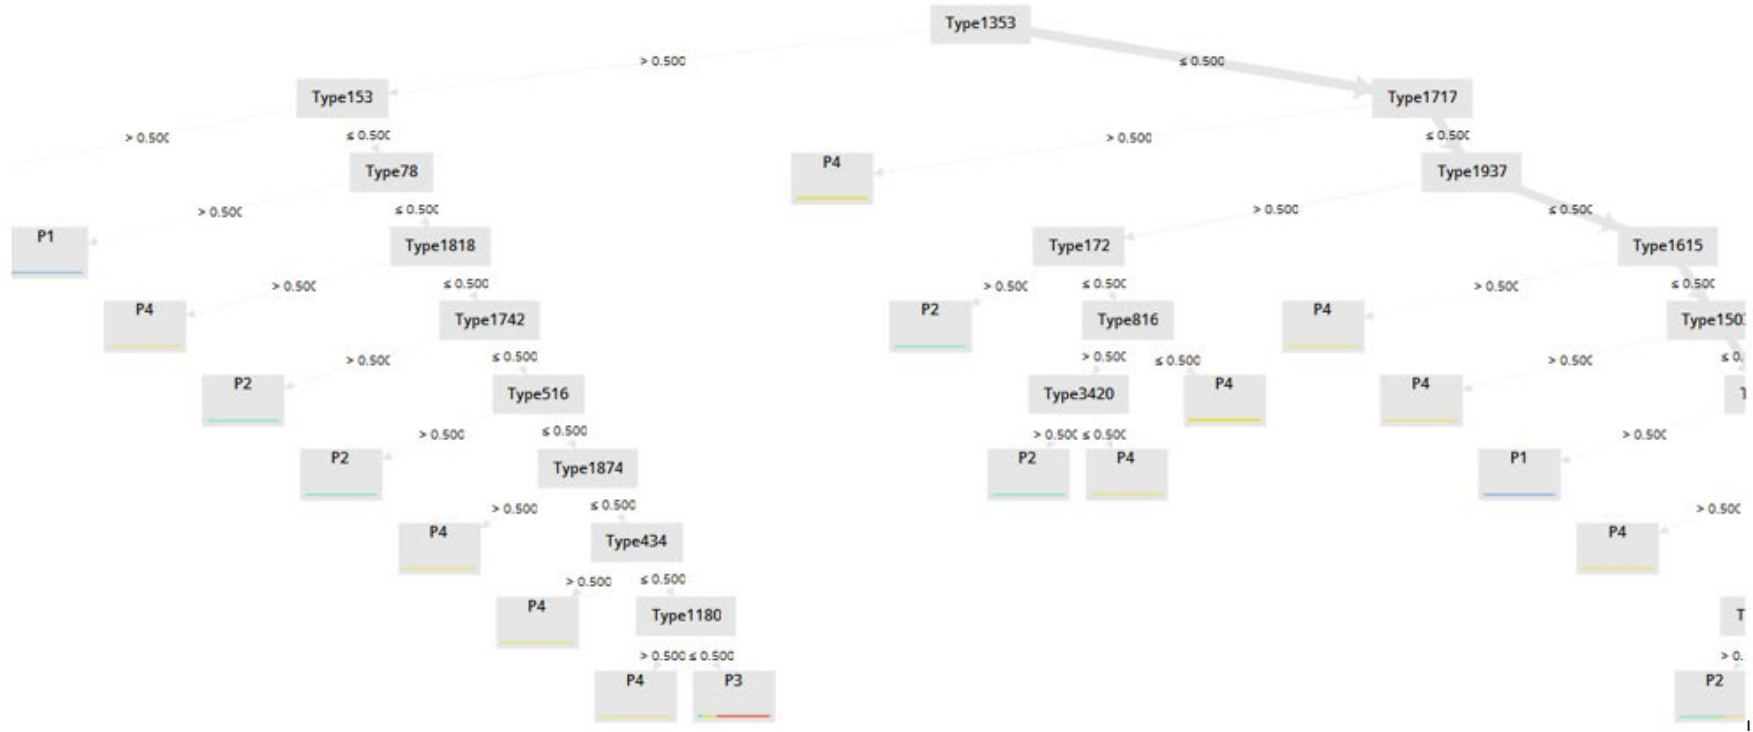 Type1353
> 0.500 ≤ 0.500
Type153 Type1717
> 0.500 ≤ 0.500 > 0.500 ≤ 0.500
Type78 P4 Type1937
> 0.500 ≤ 0.500 > 0.500 ≤ 0.500
P1 Type1818 Type172 Type1615
> 0.500 ≤ 0.500 > 0.500 ≤ 0.500 > 0.500 ≤ 0.500
P4 Type1742 P2 Type816 P4 Type150
> 0.500 ≤ 0.500 > 0.500 ≤ 0.500 > 0.500 ≤ 0.
P2 Type516 Type3420 P4 P4
> 0.500 ≤ 0.500 > 0.500 ≤ 0.500 > 0.500
P2 Type1874 P2 P4 P1
> 0.500 ≤ 0.500 > 0.500
P4 Type434 P4
> 0.500 ≤ 0.500
P4 Type1180 T
> 0.500 ≤ 0.500 > 0.
P4 P3 P2